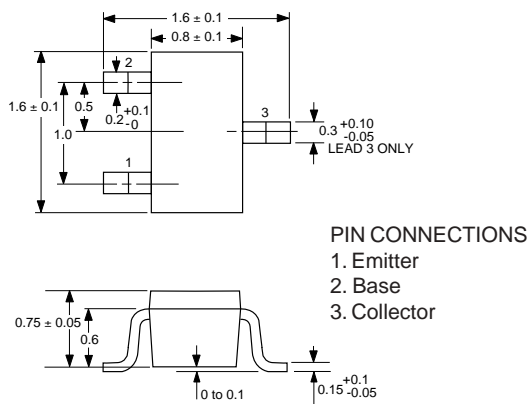 1.6 ± 0.1
0.8 ± 0.1
2
1.6 ± 0.1
0.5
1.0
0.2 +0.1 -0
3
0.3 +0.10 -0.05
LEAD 3 ONLY
1
PIN CONNECTIONS
1. Emitter
2. Base
3. Collector
0.75 ± 0.05
0.6
0 to 0.1
0.15 +0.1 -0.05